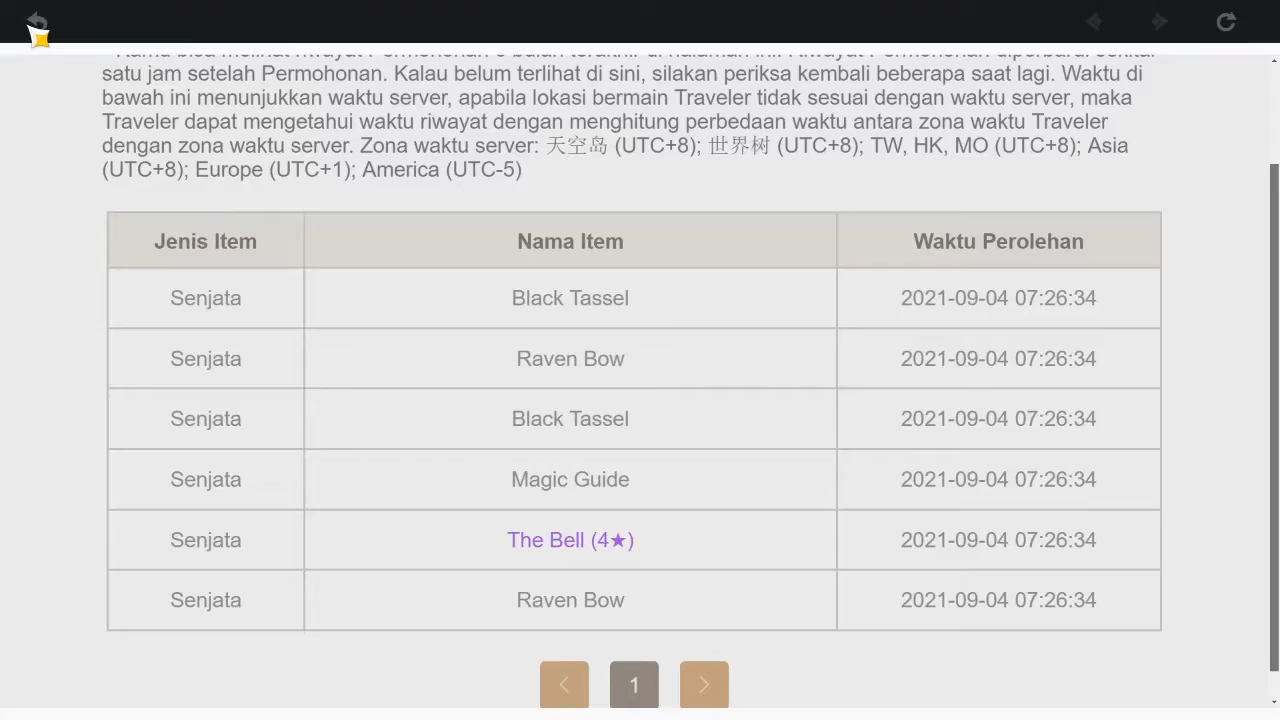 satu jam setelah Permohonan. Kalau belum terlihat di sini, silakan periksa kembali beberapa saat lagi. Waktu di
bawah ini menunjukkan waktu server, apabila lokasi bermain Traveler tidak sesuai dengan waktu server, maka
Traveler dapat mengetahui waktu riwayat dengan menghitung perbedaan waktu antara zona waktu Traveler
dengan zona waktu server. Zona waktu server: 天空岛 (UTC+8); 世界树 (UTC+8); TW, HK, MO (UTC+8); Asia
(UTC+8); Europe (UTC+1); America (UTC-5)
Jenis Item Nama Item Waktu Perolehan
Senjata Black Tassel 2021-09-04 07:26:34
Senjata Raven Bow 2021-09-04 07:26:34
Senjata Black Tassel 2021-09-04 07:26:34
Senjata Magic Guide 2021-09-04 07:26:34
Senjata The Bell (4★) 2021-09-04 07:26:34
Senjata Raven Bow 2021-09-04 07:26:34
1